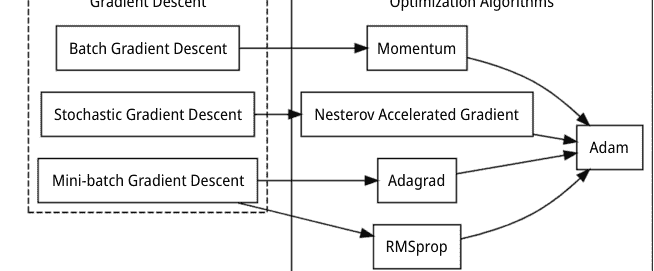 Gradient Descent
Optimization Algorithms
Batch Gradient Descent
Momentum
Stochastic Gradient Descent
Nesterov Accelerated Gradient
Adam
Mini-batch Gradient Descent
Adagrad
RMSprop